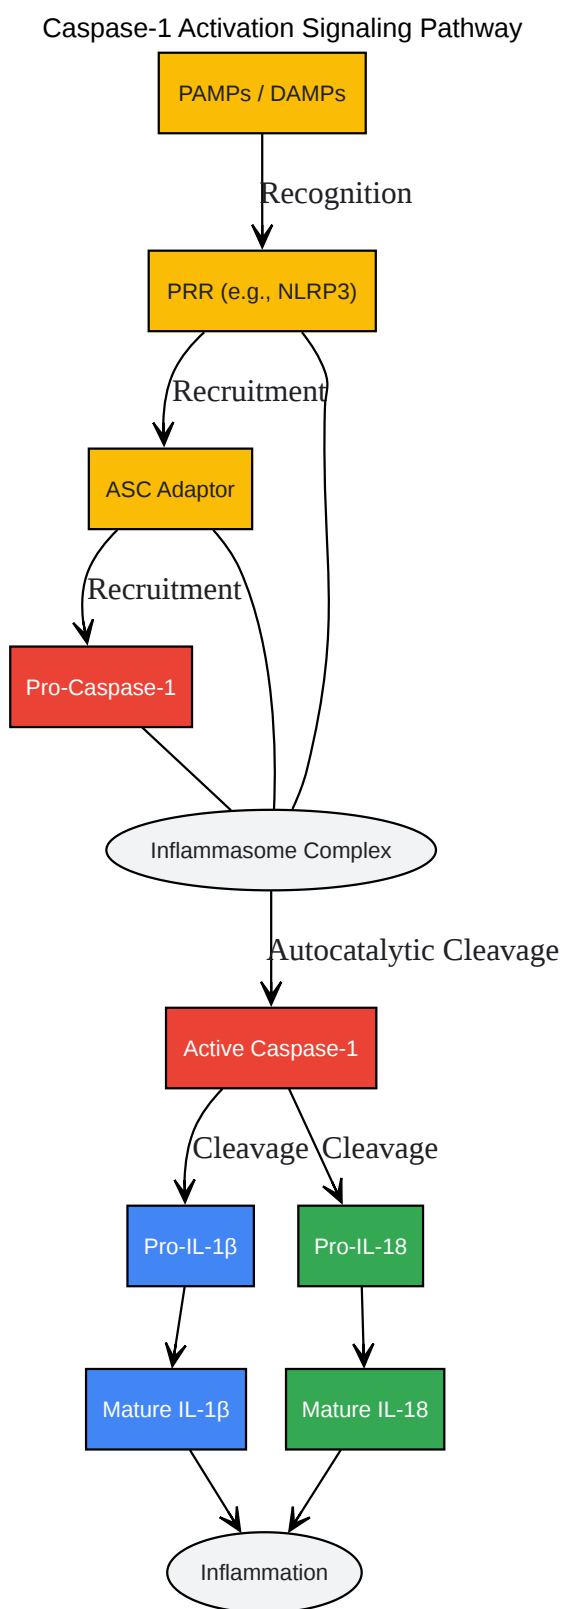 Caspase-1 Activation Signaling Pathway
PAMPs / DAMPs
Recognition
PRR (e.g., NLRP3)
Recruitment
ASC Adaptor
Recruitment
Pro-Caspase-1
Inflammasome Complex
Autocatalytic Cleavage
Active Caspase-1
Cleavage
Cleavage
Pro-IL-1β
Pro-IL-18
Mature IL-1β
Mature IL-18
Inflammation